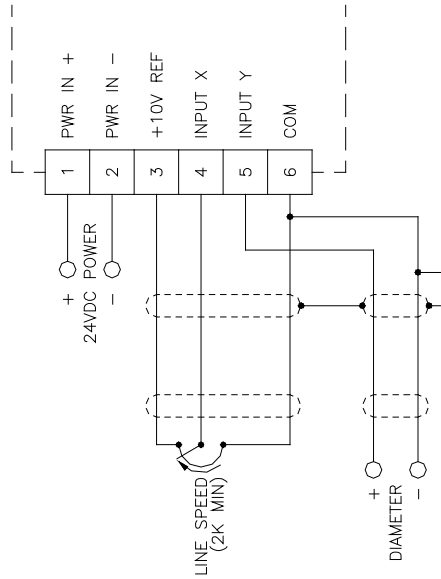 PWR IN +
PWR IN -
+10V REF
INPUT X
INPUT Y
COM
1
2
3
4
5
6
+
24VDC POWER
-
LINE SPEED
(2K MIN)
+
DIAMETER
-